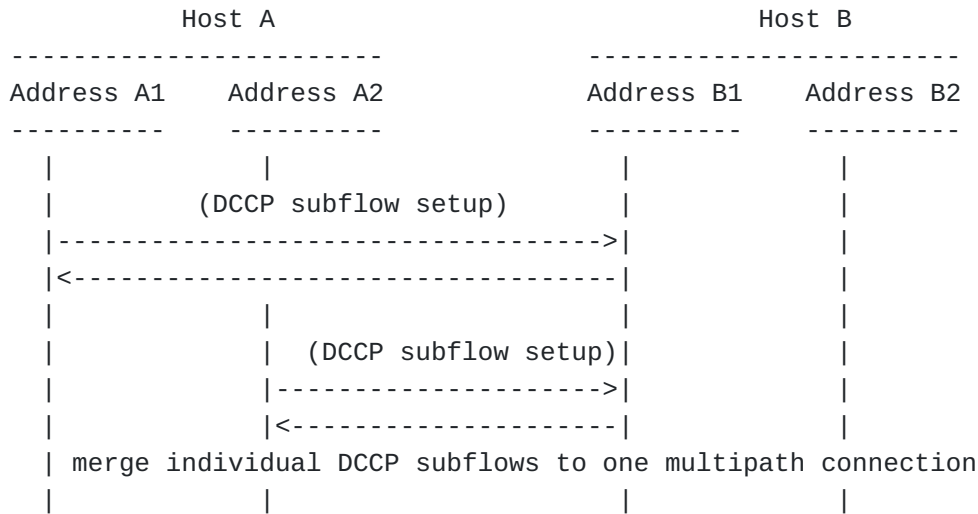 Host A                               Host B
------------------------             ------------------------
Address A1    Address A2             Address B1    Address B2
----------    ----------             ----------    ----------
  |             |                      |             |
  |         (DCCP subflow setup)       |             |
  |----------------------------------->|             |
  |<-----------------------------------|             |
  |             |                      |             |
  |             |  (DCCP subflow setup)|             |
  |             |--------------------->|             |
  |             |<---------------------|             |
  | merge individual DCCP subflows to one multipath connection
  |             |                      |             |